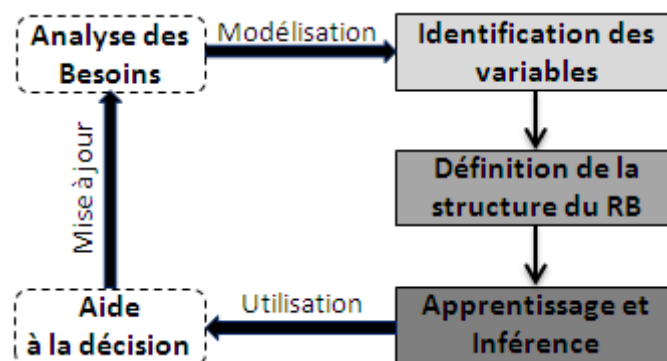 Analyse des
Besoins
Modélisation
Identification des
variables
Définition de la
structure du RB
Apprentissage et
Inférence
Utilisation
Aide
à la décision
Mise à jour